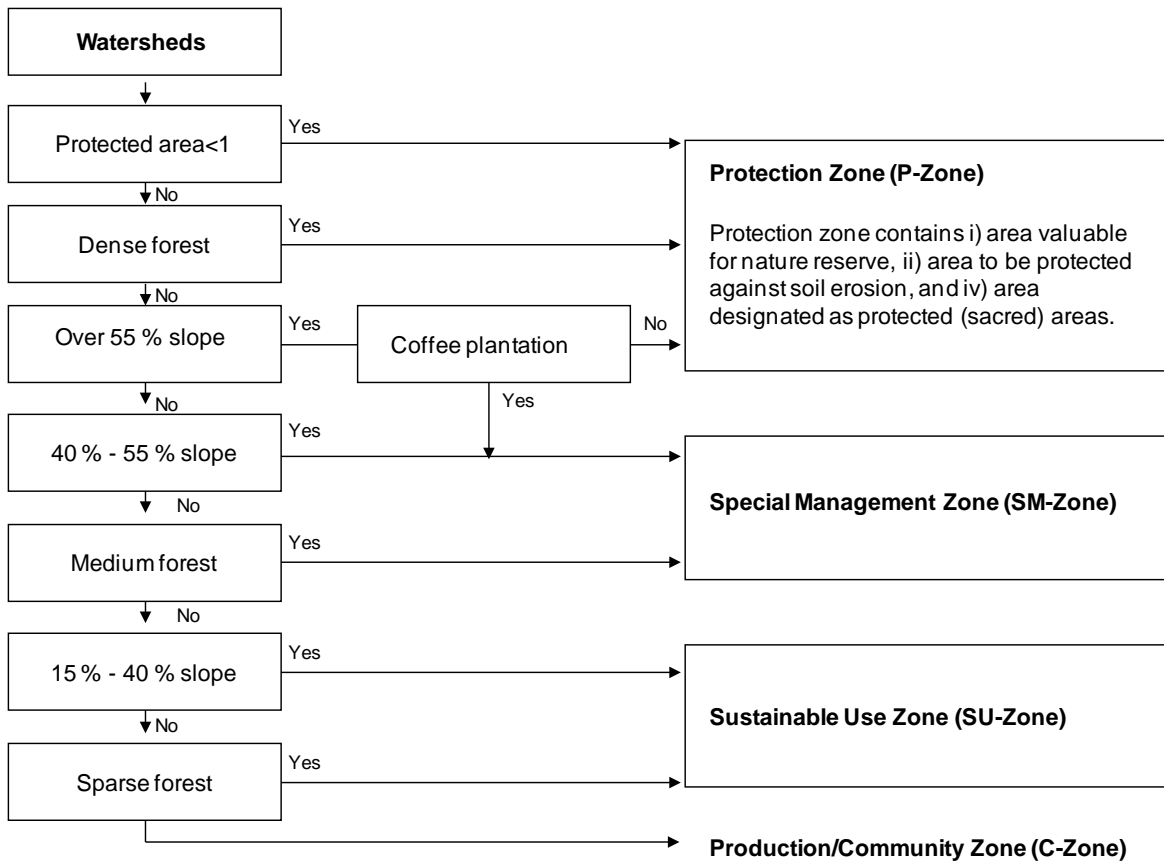 Watersheds
Protected area<1
Yes
No
Dense forest
Yes
No
Over 55 % slope
Yes
Coffee plantation
No
Yes
No
Protection Zone (P-Zone)
Protection zone contains i) area valuable
for nature reserve, ii) area to be protected
against soil erosion, and iv) area
designated as protected (sacred) areas.
40 % - 55 % slope
Yes
No
Special Management Zone (SM-Zone)
Medium forest
Yes
No
15 % - 40 % slope
Yes
No
Sustainable Use Zone (SU-Zone)
Sparse forest
Yes
Production/Community Zone (C-Zone)